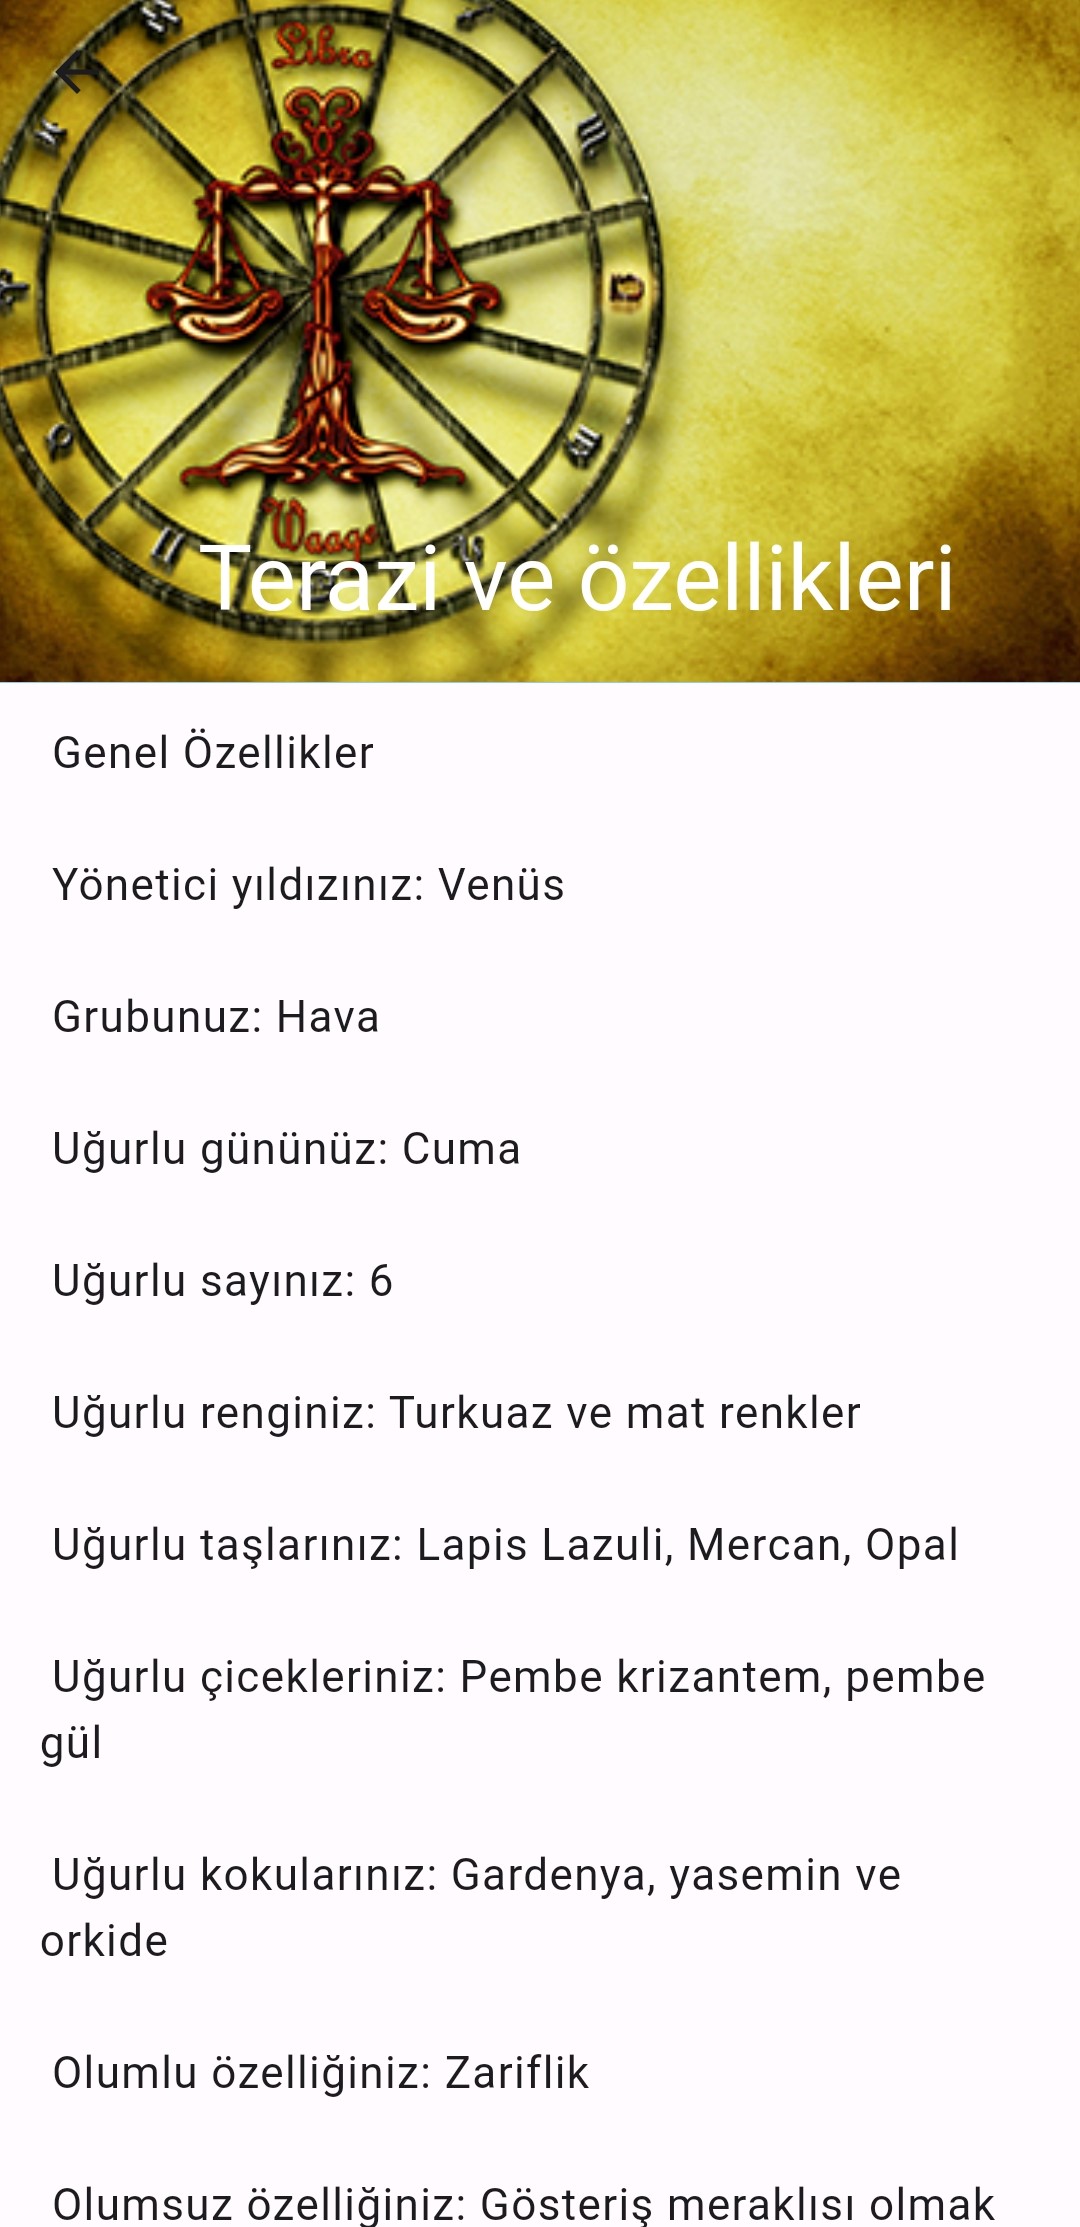 Libra
Waage
Terazi ve özellikleri
Genel Özellikler
Yönetici yıldızınız: Venüs
Grubunuz: Hava
Uğurlu gününüz: Cuma
Uğurlu sayınız: 6
Uğurlu renginiz: Turkuaz ve mat renkler
Uğurlu taşlarınız: Lapis Lazuli, Mercan, Opal
Uğurlu çicekleriniz: Pembe krizantem, pembe
gül
Uğurlu kokularınız: Gardenya, yasemin ve
orkide
Olumlu özelliğiniz: Zariflik
Olumsuz özelliğiniz: Gösteriş meraklısı olmak